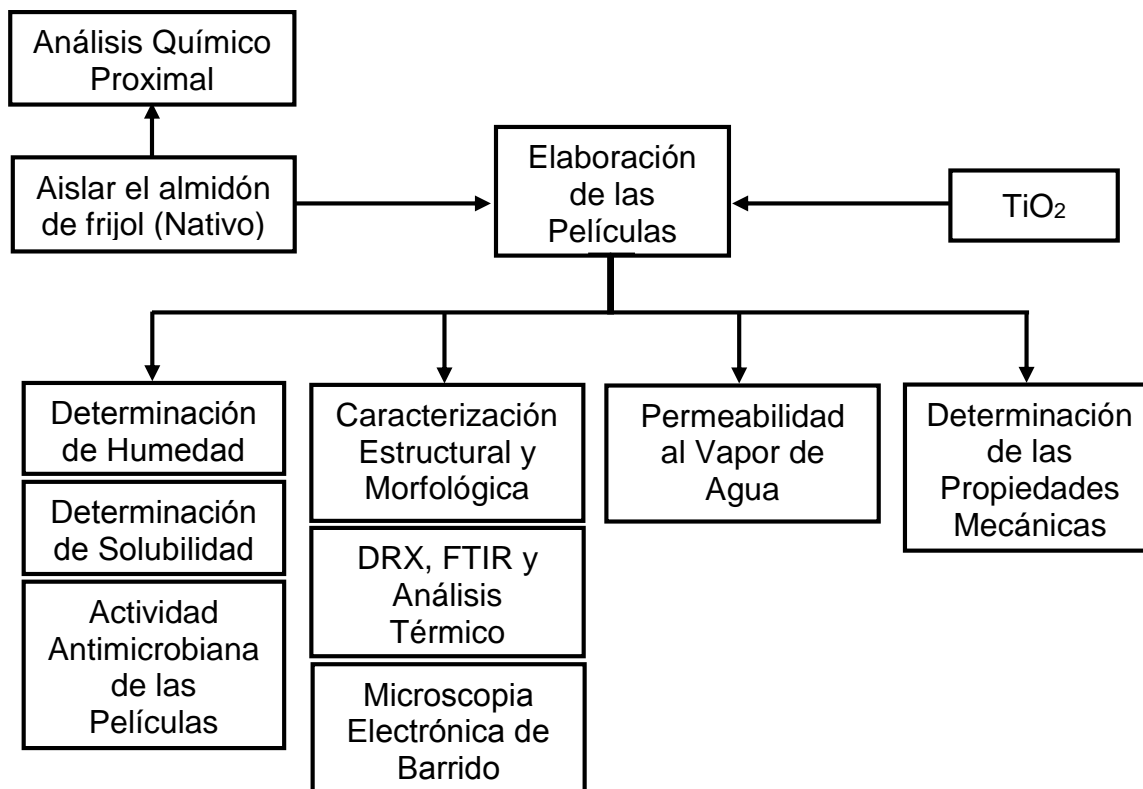 Análisis Químico
Proximal
Aislar el almidón
de frijol (Nativo)
Elaboración
de las
Películas
TiO₂
Determinación
de Humedad
Determinación
de Solubilidad
Actividad
Antimicrobiana
de las
Películas
Caracterización
Estructural y
Morfológica
DRX, FTIR y
Análisis
Térmico
Microscopia
Electrónica de
Barrido
Permeabilidad
al Vapor de
Agua
Determinación
de las
Propiedades
Mecánicas